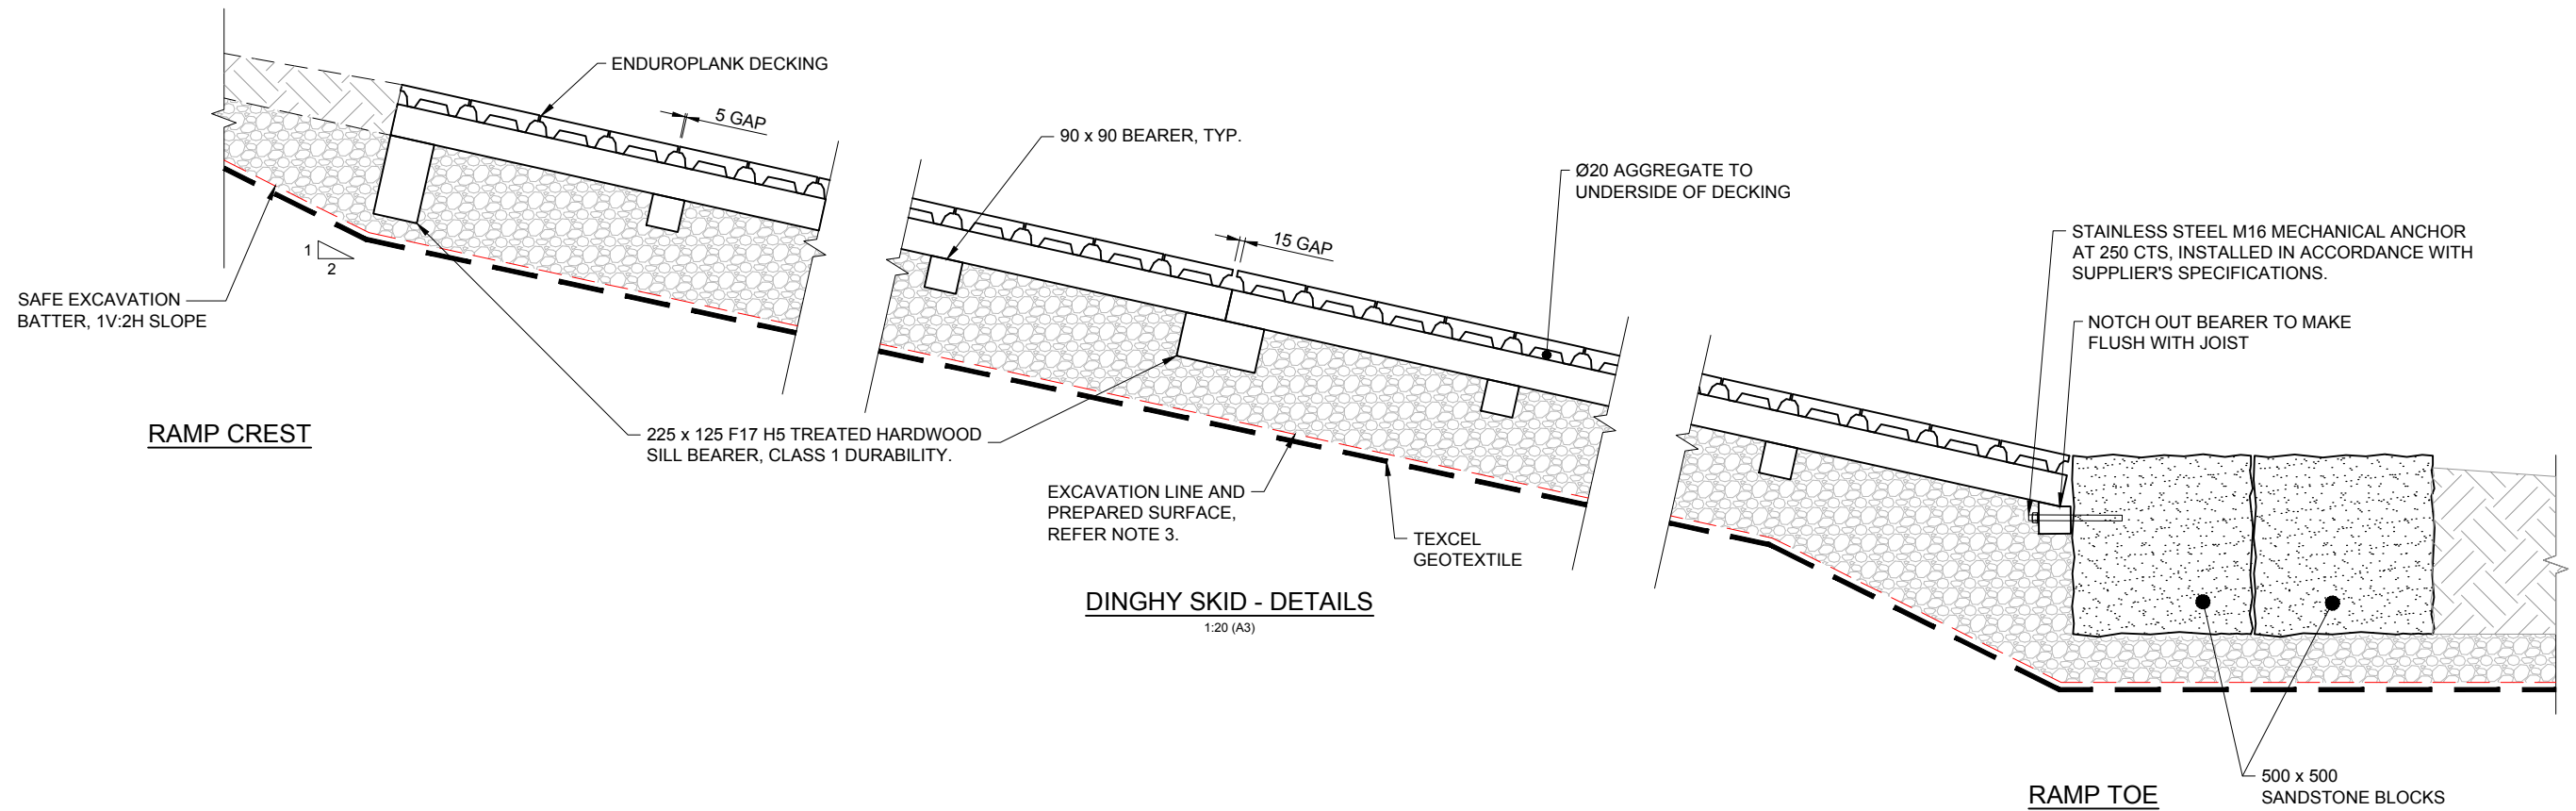 ENDUROPLANK DECKING
5 GAP
90 x 90 BEARER, TYP.
Ø20 AGGREGATE TO
UNDERSIDE OF DECKING
15 GAP
STAINLESS STEEL M16 MECHANICAL ANCHOR
AT 250 CTS, INSTALLED IN ACCORDANCE WITH
SUPPLIER'S SPECIFICATIONS.
1
2
SAFE EXCAVATION
BATTER, 1V:2H SLOPE
NOTCH OUT BEARER TO MAKE
FLUSH WITH JOIST
RAMP CREST
225 x 125 F17 H5 TREATED HARDWOOD
SILL BEARER, CLASS 1 DURABILITY.
EXCAVATION LINE AND
PREPARED SURFACE,
REFER NOTE 3.
TEXCEL
GEOTEXTILE
DINGHY SKID - DETAILS
1:20 (A3)
500 x 500
SANDSTONE BLOCKS
RAMP TOE